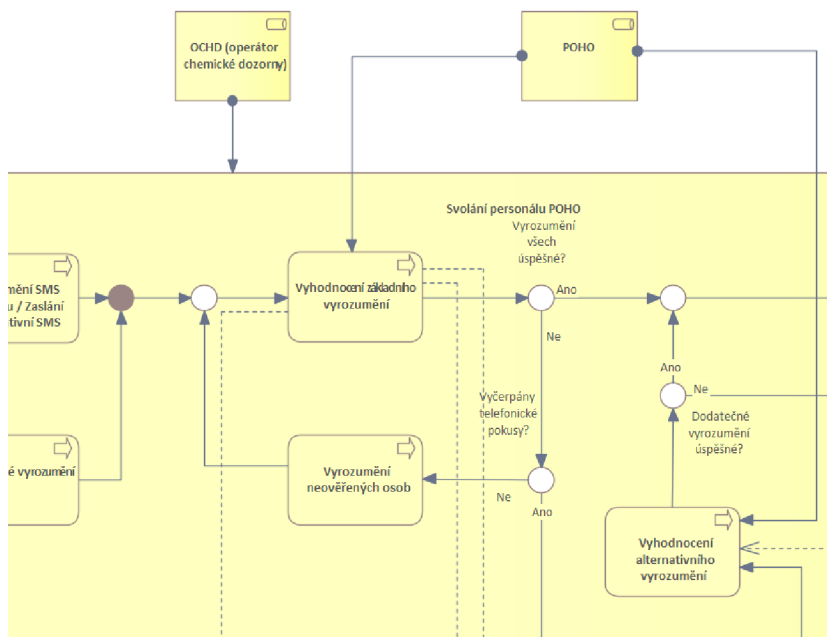 OCHD (operátor
chemické dozorny)
POHO
Svolání personálu POHO
Vyrozumění
všech
úspěšné?
mění SMS
u / Zaslání
tivní SMS
Vyhodnocení základního
vyrozumění
Ano
Ne
Ano
Ne
Vyčerpány
telefonické
pokusy?
Dodatečné
vyrozumění
úspěšné?
é vyrozumění
Vyrozumění
neověřených osob
Ne
Ano
Vyhodnocení
alternativního
vyrozumění